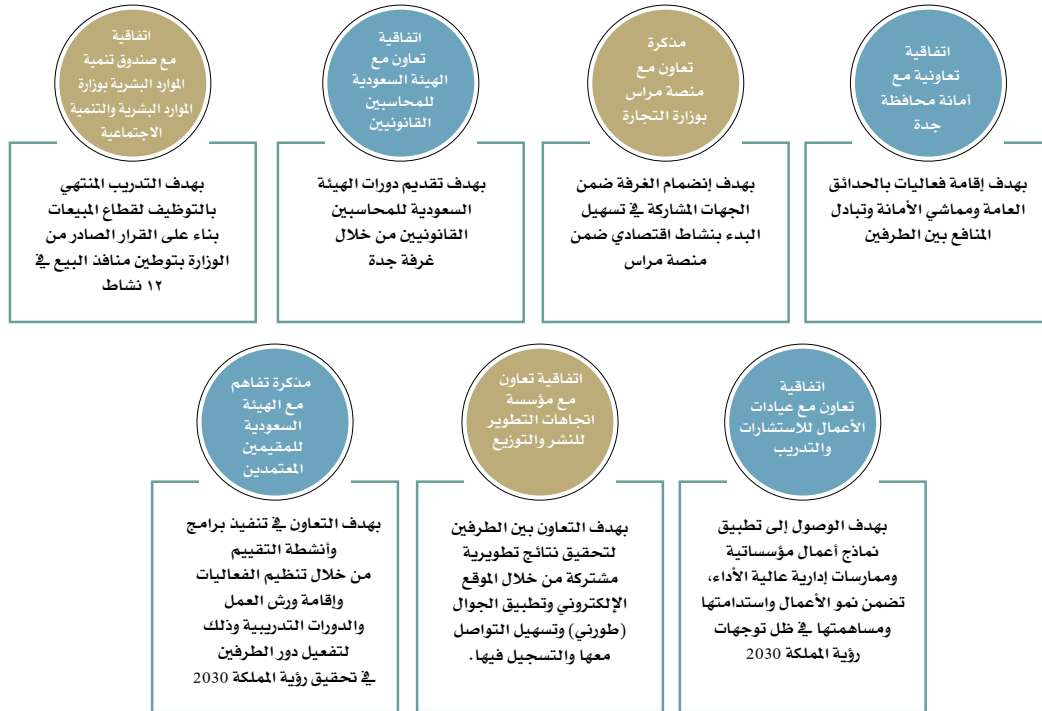 اتفاقية
تعاونية مع
أمانة محافظة
جدة
بهدف إقامة فعاليات بالحدائق
العامة ومماشي الأمانة وتبادل
المنافع بين الطرفين
مذكرة
تعاون مع
منصة مراس
بوزارة التجارة
بهدف إنضمام الغرفة ضمن
الجهات المشاركة في تسهيل
البدء بنشاط اقتصادي ضمن
منصة مراس
اتفاقية
تعاون مع
الهيئة السعودية
للمحاسبين
القانونيين
بهدف تقديم دورات الهيئة
السعودية للمحاسبين
القانونيين من خلال
غرفة جدة
اتفاقية
مع صندوق تنمية
الموارد البشرية بوزارة
الموارد البشرية والتنمية
الاجتماعية
بهدف التدريب المنتهي
بالتوظيف لقطاع المبيعات
بناء على القرار الصادر من
الوزارة بتوطين منافذ البيع في
١٢ نشاط
اتفاقية
تعاون مع عيادات
الأعمال للاستشارات
والتدريب
بهدف الوصول إلى تطبيق
نماذج أعمال مؤسساتية
وممارسات إدارية عالية الأداء،
تضمن نمو الأعمال واستدامتها
ومساهمتها في ظل توجهات
رؤية المملكة 2030
اتفاقية تعاون
مع مؤسسة
اتجاهات التطوير
للنشر والتوزيع
بهدف التعاون بين الطرفين
لتحقيق نتائج تطويرية
مشتركة من خلال الموقع
الإلكتروني وتطبيق الجوال
(طورني) وتسهيل التواصل
معها والتسجيل فيها.
مذكرة تفاهم
مع الهيئة
السعودية
للمقيمين
المعتمدين
بهدف التعاون في تنفيذ برامج
وأنشطة التقييم
من خلال تنظيم الفعاليات
وإقامة ورش العمل
والدورات التدريبية وذلك
لتفعيل دور الطرفين
في تحقيق رؤية المملكة 2030